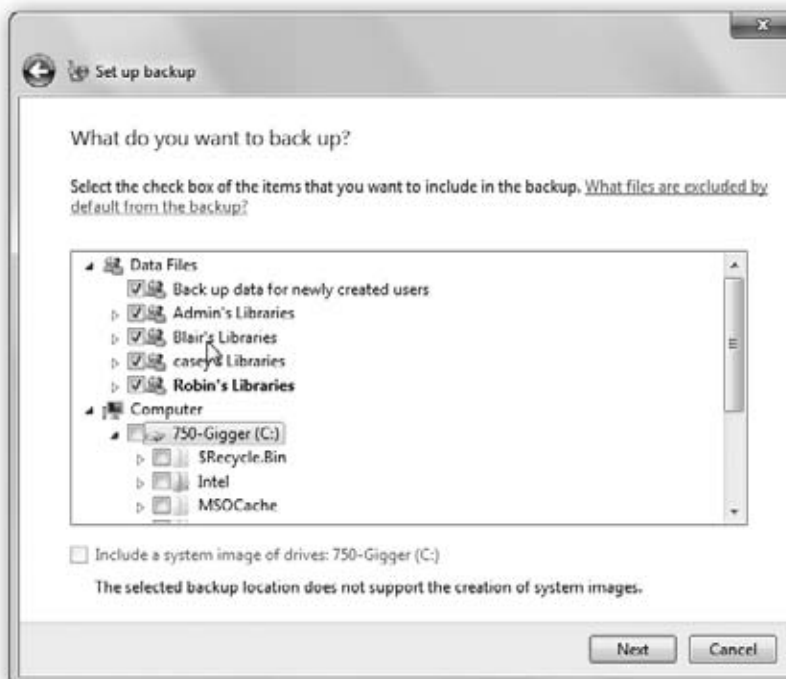 Set up backup
What do you want to back up?
Select the check box of the items that you want to include in the backup. What files are excluded by
default from the backup?
Data Files
Back up data for newly created users
Admin's Libraries
Blair's Libraries
casey's Libraries
Robin's Libraries
Computer
750-Gigger (C:)
$Recycle.Bin
Intel
MSOCache
Include a system image of drives: 750-Gigger (C:)
The selected backup location does not support the creation of system images.
Next
Cancel